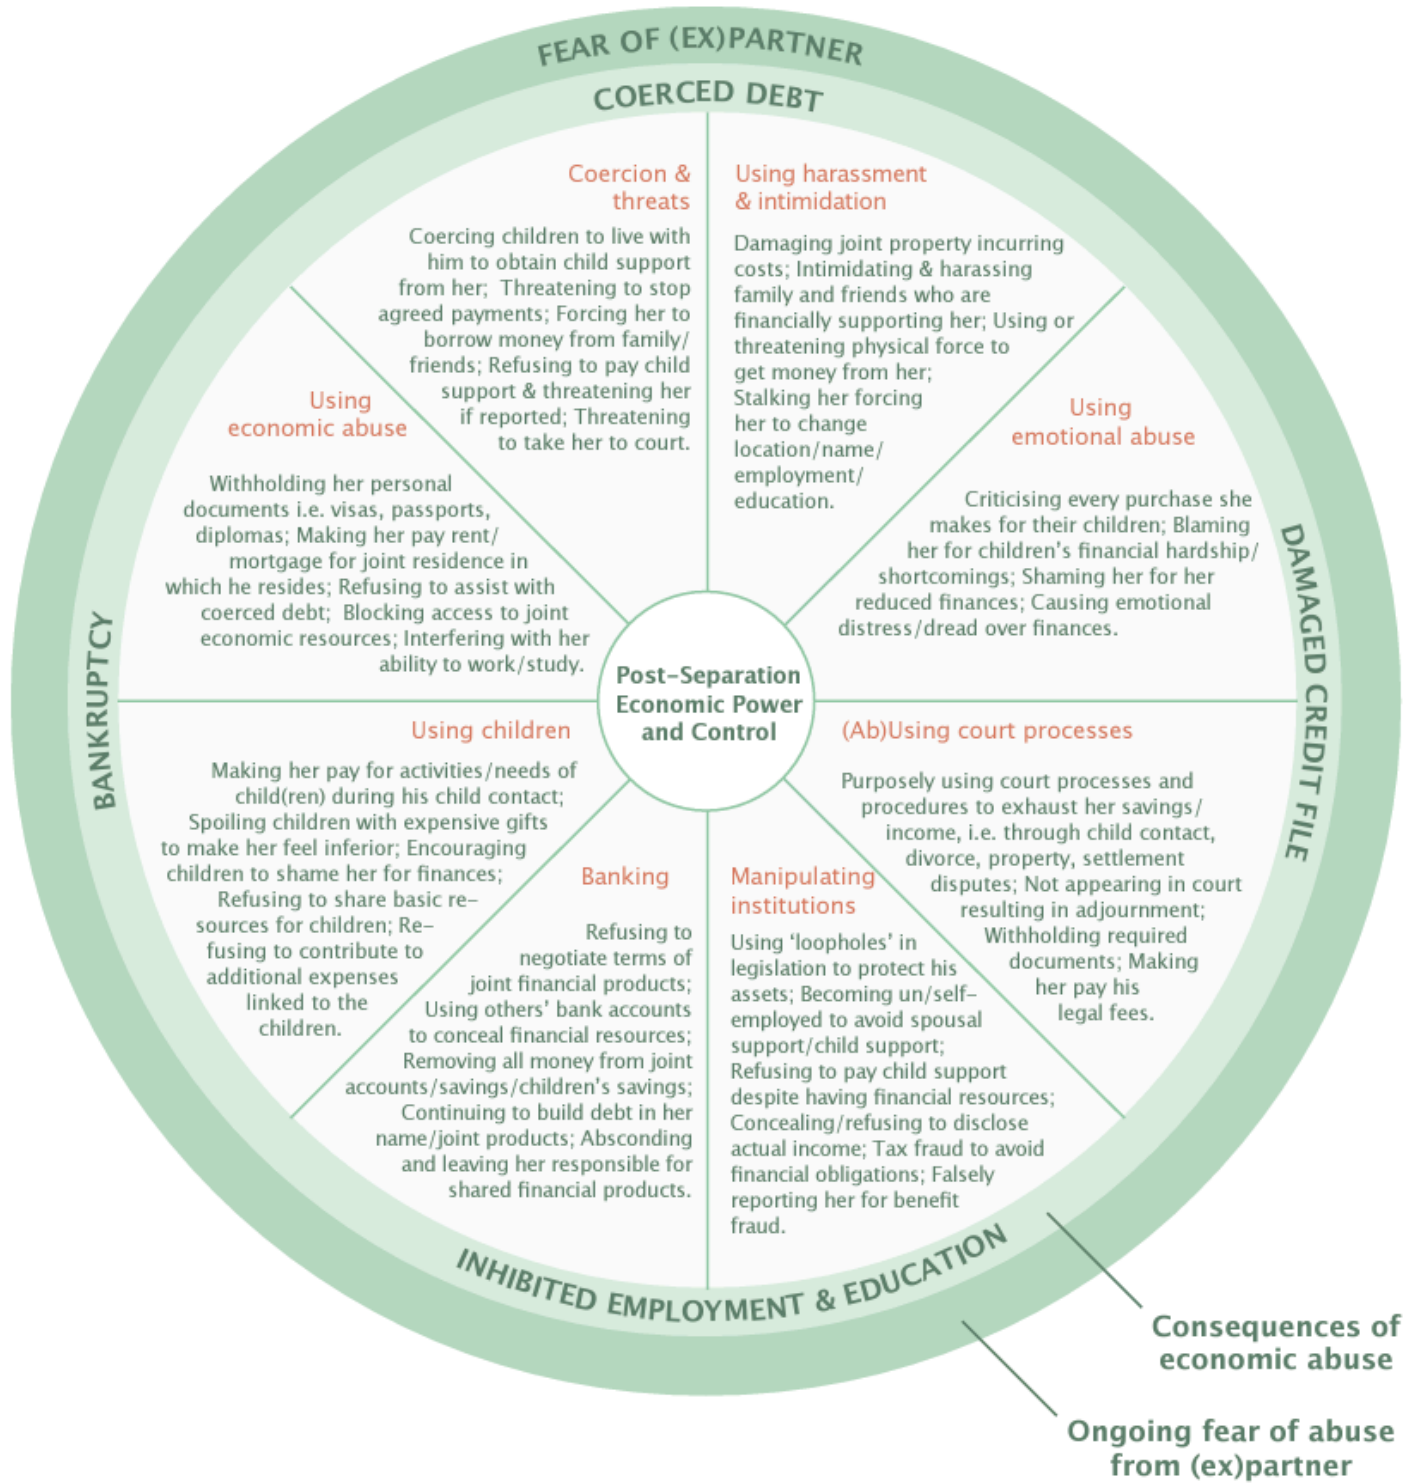 FEAR OF (EX)PARTNER
COERCED DEBT
Coercion &
threats
Coercing children to live with
him to obtain child support
from her;  Threatening to stop
agreed payments; Forcing her to
borrow money from family/
friends; Refusing to pay child
support & threatening her
if reported; Threatening
to take her to court.
Using harassment
& intimidation
Damaging joint property incurring
costs; Intimidating & harassing
family and friends who are
financially supporting her; Using or
threatening physical force to
get money from her;
Stalking her forcing
her to change
location/name/
employment/
education.
Using
emotional abuse
Criticising every purchase she
makes for their children; Blaming
her for children's financial hardship/
shortcomings; Shaming her for her
reduced finances; Causing emotional
distress/dread over finances.
DAMAGED CREDIT FILE
(Ab)Using court processes
Purposely using court processes and
procedures to exhaust her savings/
income, i.e. through child contact,
divorce, property, settlement
disputes; Not appearing in court
resulting in adjournment;
Withholding required
documents; Making
her pay his
legal fees.
Manipulating
institutions
Using ‘loopholes’ in
legislation to protect his
assets; Becoming un/self-
employed to avoid spousal
support/child support;
Refusing to pay child support
despite having financial resources;
Concealing/refusing to disclose
actual income; Tax fraud to avoid
financial obligations; Falsely
reporting her for benefit
fraud.
INHIBITED EMPLOYMENT & EDUCATION
Banking
Refusing to
negotiate terms of
joint financial products;
Using others’ bank accounts
to conceal financial resources;
Removing all money from joint
accounts/savings/children’s savings;
Continuing to build debt in her
name/joint products; Absconding
and leaving her responsible for
shared financial products.
Using children
Making her pay for activities/needs of
child(ren) during his child contact;
Spoiling children with expensive gifts
to make her feel inferior; Encouraging
children to shame her for finances;
Refusing to share basic re-
sources for children; Re-
fusing to contribute to
additional expenses
linked to the
children.
BANKRUPTCY
Using
economic abuse
Withholding her personal
documents i.e. visas, passports,
diplomas; Making her pay rent/
mortgage for joint residence in
which he resides; Refusing to assist with
coerced debt;  Blocking access to joint
economic resources; Interfering with her
ability to work/study.
Post-Separation
Economic Power
and Control
Consequences of
economic abuse
Ongoing fear of abuse
from (ex)partner